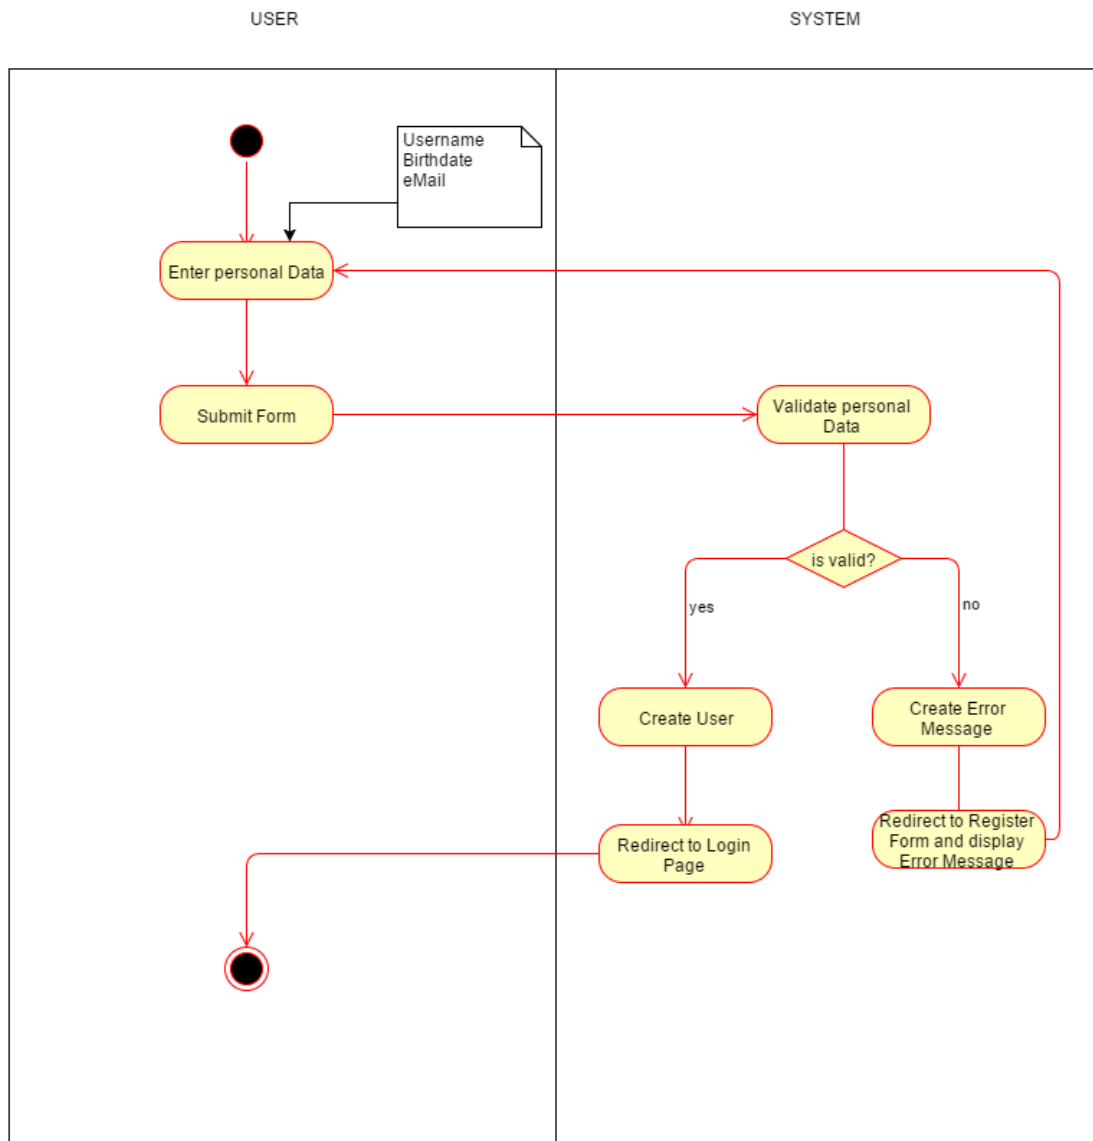 USER
SYSTEM
Username
Birthdate
eMail
Enter personal Data
Submit Form
Validate personal
Data
is valid?
yes
no
Create User
Create Error
Message
Redirect to Login
Page
Redirect to Register
Form and display
Error Message